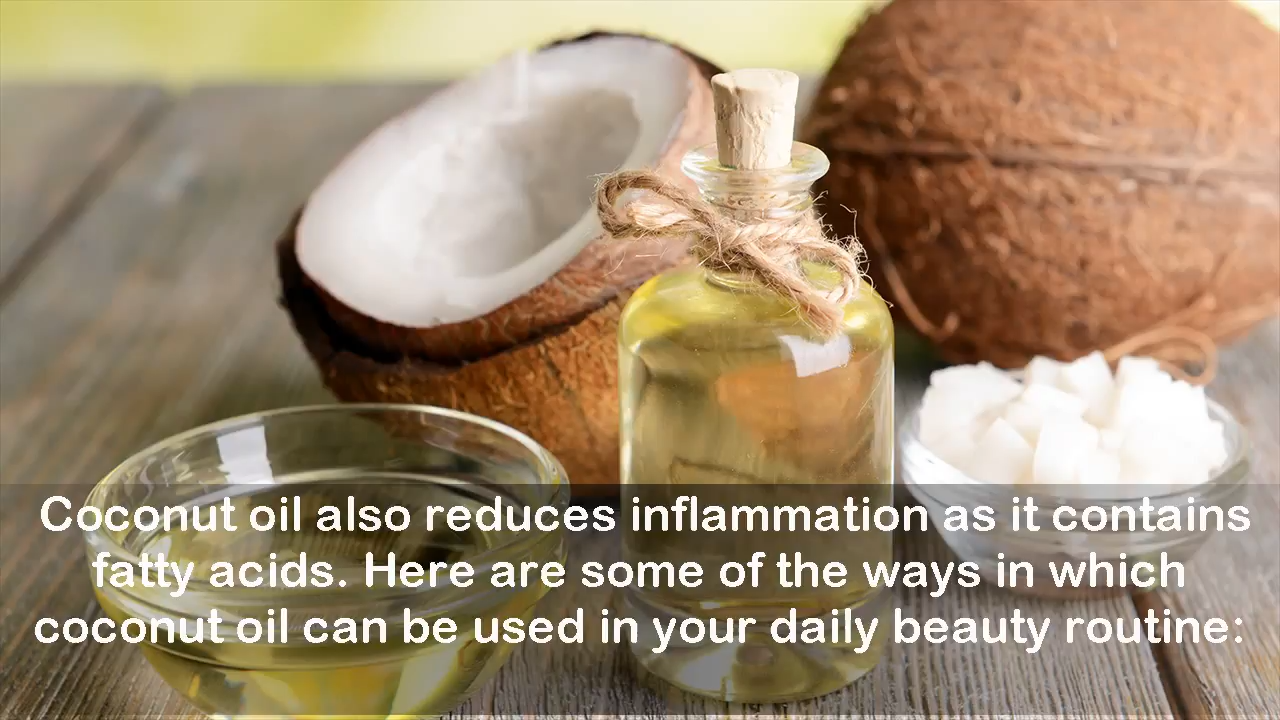 Coconut oil also reduces inflammation as it contains
fatty acids. Here are some of the ways in which
coconut oil can be used in your daily beauty routine: